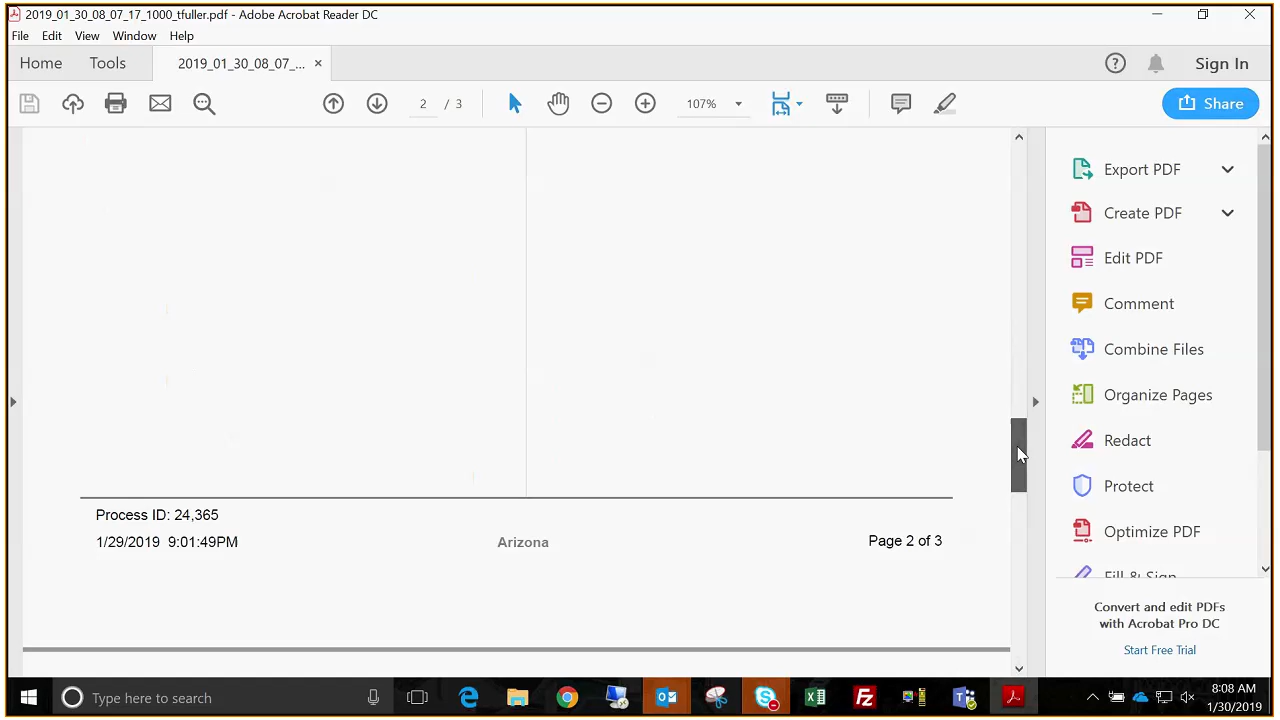 2019_01_30_08_07_17_1000_tfuller.pdf - Adobe Acrobat Reader DC
File Edit View Window Help
Home Tools 2019_01_30_08_07_... × Sign In
2 / 3 107% Share
Export PDF
Create PDF
Edit PDF
Comment
Combine Files
Organize Pages
Redact
Protect
Optimize PDF
Fill & Sign
Process ID: 24,365
1/29/2019 9:01:49PM Arizona Page 2 of 3
Convert and edit PDFs
with Acrobat Pro DC
Start Free Trial
Type here to search
8:08 AM
1/30/2019